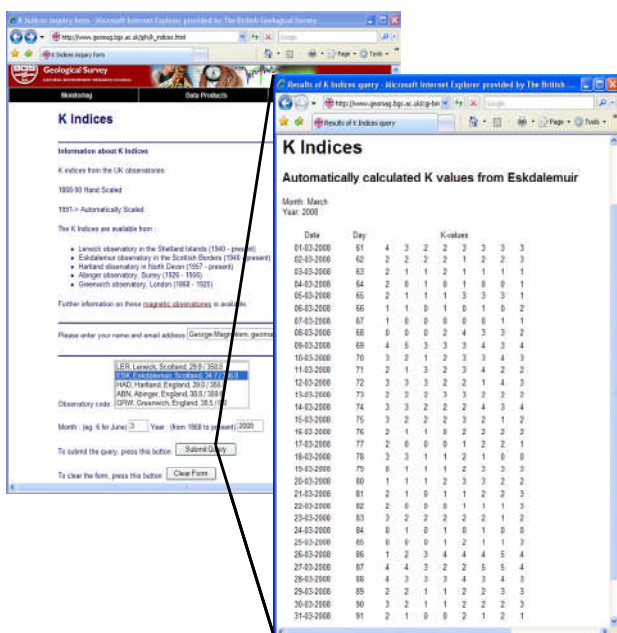 K Indices Inquiry Form - Microsoft Internet Explorer provided by The British Geological Survey
http://www.geomag.bgs.ac.uk/gifs/k_indices.html
K Indices Inquiry Form
Page
Tools
BGS
Geological Survey
NATURAL ENVIRONMENT RESEARCH COUNCIL
Monitoring
Data Products
K Indices
Information about K Indices
K indices from the UK observatories:
1868-90 Hand Scaled
1991-> Automatically Scaled
The K Indices are available from :
Lerwick observatory in the Shetland Islands (1940 - present)
Eskdalemuir observatory in the Scottish Borders (1940 - present)
Hartland observatory in North Devon (1957 - present)
Abinger observatory, Surrey (1926 - 1956)
Greenwich observatory, London (1868 - 1925)
Further information on these magnetic observatories is available.
Please enter your name and email address
Observatory code
LER, Lerwick, Scotland,
ESK, Eskdalemuir, Scotland,
HAD, Hartland, England,
ABN, Abinger, England,
GRW, Greenwich, England,
Month : (eg. 6 for June) 3 Year : (from 1868 to present) 2008
To submit the query, press this button: Submit Query
To clear the form, press this button: Clear Form
Results of K Indices query - Microsoft Internet Explorer provided by The British ...
http://www.geomag.bgs.ac.uk/cgi-bin
Results of K Indices query
Page
Tools
K Indices
Automatically calculated K values from Eskdalemuir
Month: March
Year: 2008
Date Day K-values
01-03-2008 61 4 3 2 2 3 3 3 3
02-03-2008 62 2 2 2 2 1 2 2 3
03-03-2008 63 2 1 1 2 1 1 1 1
04-03-2008 64 2 0 1 0 1 0 0 1
05-03-2008 65 2 1 1 1 3 3 3 1
06-03-2008 66 1 1 0 1 0 1 0 2
07-03-2008 67 1 0 0 0 0 0 1 1
08-03-2008 68 0 0 0 2 4 3 3 2
09-03-2008 69 4 5 3 3 3 4 3 4
10-03-2008 70 3 2 1 2 3 3 4 3
11-03-2008 71 2 1 3 2 3 4 2 2
12-03-2008 72 3 3 3 2 2 1 4 3
13-03-2008 73 2 2 2 3 3 2 2 2
14-03-2008 74 3 3 2 2 2 4 3 4
15-03-2008 75 3 2 2 2 3 2 1 2
16-03-2008 76 2 1 1 0 2 2 2 2
17-03-2008 77 2 0 0 0 1 2 2 1
18-03-2008 78 3 3 1 1 2 1 0 0
19-03-2008 79 0 1 1 1 2 3 3 3
20-03-2008 80 1 1 1 2 3 3 2 2
21-03-2008 81 2 1 0 1 1 2 2 3
22-03-2008 82 2 0 0 0 1 1 1 3
23-03-2008 83 3 2 2 2 2 2 1 2
24-03-2008 84 0 1 0 1 0 1 0 0
25-03-2008 85 0 0 0 1 2 1 1 3
26-03-2008 86 1 2 3 4 4 4 5 4
27-03-2008 87 4 4 3 2 2 5 5 4
28-03-2008 88 4 3 3 3 4 3 4 3
29-03-2008 89 2 2 1 1 2 2 3 3
30-03-2008 90 3 2 1 1 2 2 2 3
31-03-2008 91 2 1 0 0 2 1 2 1